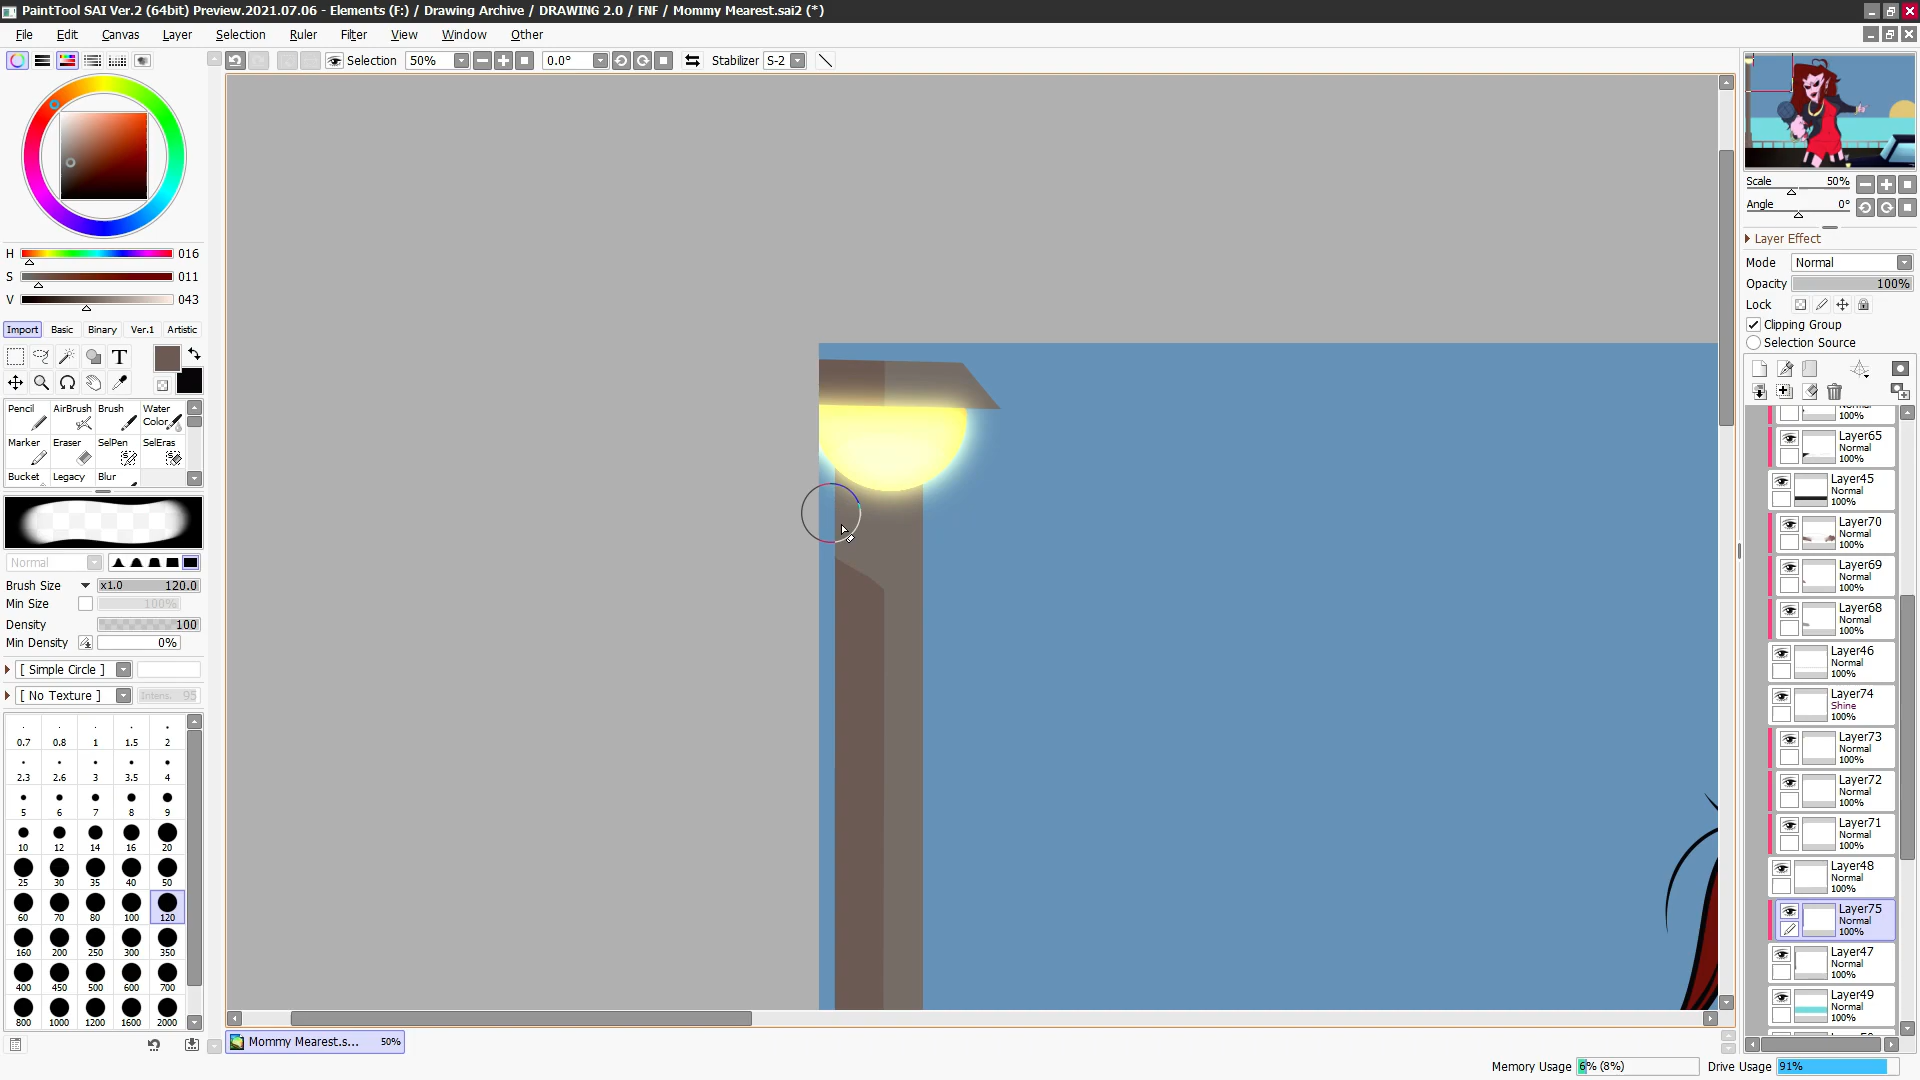 PaintTool SAI Ver.2 (64bit) Preview.2021.07.06 - Elements (F:) / Drawing Archive / DRAWING 2.0 / FNF / Mommy Mearest.sai2 (*)
File Edit Canvas Layer Selection Ruler Filter View Window Other
Selection 50% 0.0° Stabilizer S-2
H 016
S 011
V 043
Import Basic Binary Ver.1 Artistic
T
Pencil AirBrush Brush Water Color
Marker Eraser SelPen SelEras
Bucket Legacy Blur
Normal
Brush Size x1.0 120.0
Min Size 100%
Density 100
Min Density 0%
[ Simple Circle ]
[ No Texture ] Intens. 95
0.7 0.8 1 1.5 2
2.3 2.6 3 3.5 4
5 6 7 8 9
10 12 14 16 20
25 30 35 40 50
60 70 80 100 120
160 200 250 300 350
400 450 500 600 700
800 1000 1200 1600 2000
Mommy Mearest.s... 50%
Scale 50%
Angle 0°
Layer Effect
Mode Normal
Opacity 100%
Lock
Clipping Group
Selection Source
100%
Layer65
Normal
100%
Layer45
Normal
100%
Layer70
Normal
100%
Layer69
Normal
100%
Layer68
Normal
100%
Layer46
Normal
100%
Layer74
Shine
100%
Layer73
Normal
100%
Layer72
Normal
100%
Layer71
Normal
100%
Layer48
Normal
100%
Layer75
Normal
100%
Layer47
Normal
100%
Layer49
Normal
100%
Memory Usage 6% (8%) Drive Usage 91%